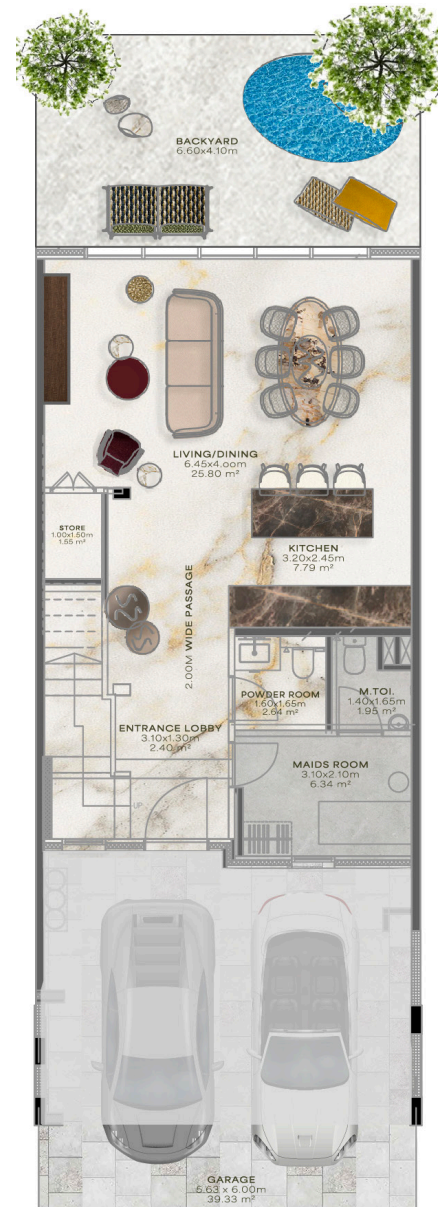 BACKYARD
6.60x4.10m
LIVING/DINING
6.45x4.00m
25.80 m²
STORE
1.00x1.50m
1.55 m²
KITCHEN
3.20x2.45m
7.79 m²
2.00M WIDE PASSAGE
POWDER ROOM
1.60x1.65m
2.64 m²
M.TOI.
1.40x1.65m
1.95 m²
ENTRANCE LOBBY
3.10x1.30m
2.40 m²
MAIDS ROOM
3.10x2.10m
6.34 m²
GARAGE
5.63 x 6.00m
39.33 m²